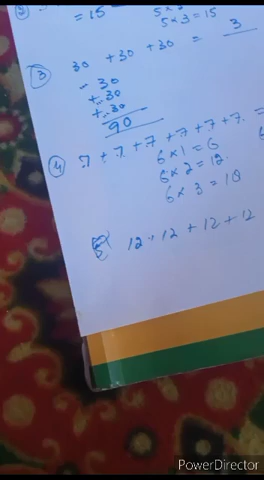 = 15
5 × 3 = 15
③ 30 + 30 + 30 = 3
30
+ 30
+ 30
90
④ 7 + 7 + 7 + 7 + 7 + 7 =
6 × 1 = 6
6 × 2 = 12
6 × 3 = 18
12 + 12 + 12 + 12
PowerDirector